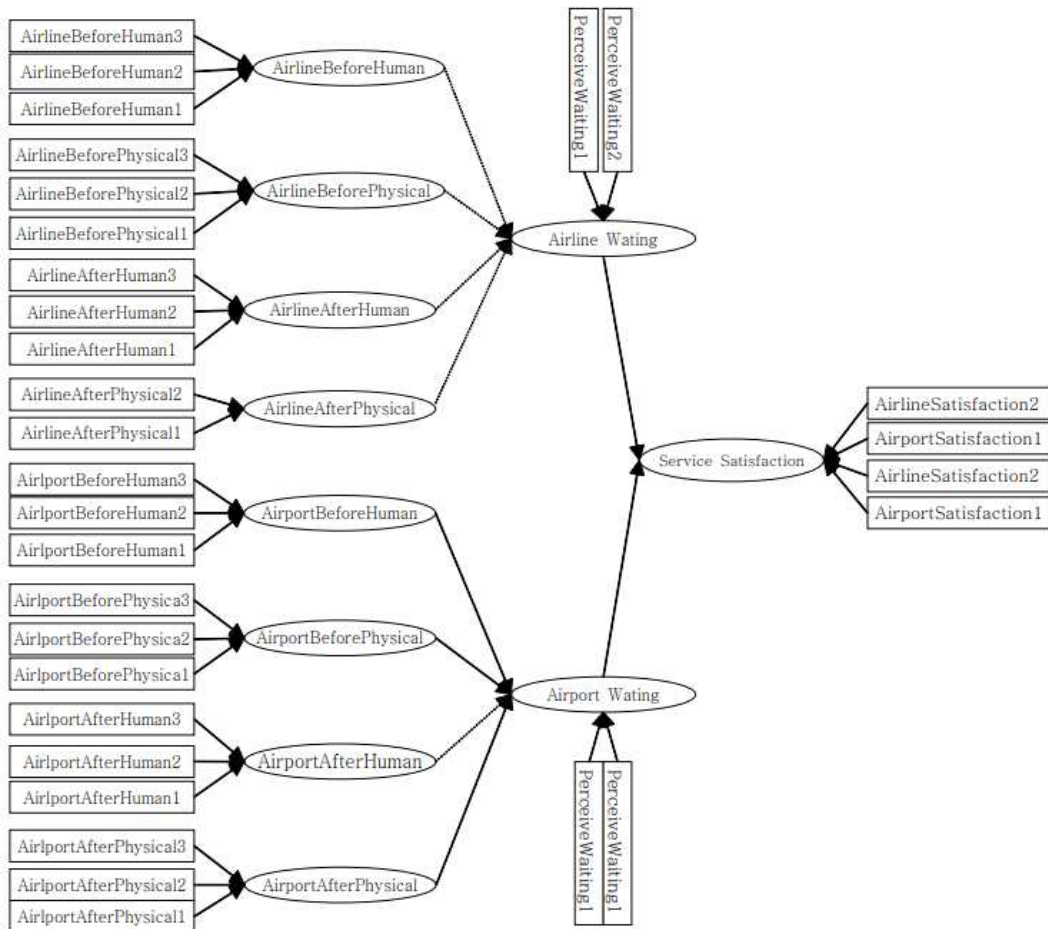 AirlineBeforeHuman3
AirlineBeforeHuman2
AirlineBeforeHuman1
AirlineBeforeHuman
AirlineBeforePhysical3
AirlineBeforePhysical2
AirlineBeforePhysical1
AirlineBeforePhysical
AirlineAfterHuman3
AirlineAfterHuman2
AirlineAfterHuman1
AirlineAfterHuman
AirlineAfterPhysical2
AirlineAfterPhysical1
AirlineAfterPhysical
AirlportBeforeHuman3
AirlportBeforeHuman2
AirlportBeforeHuman1
AirportBeforeHuman
AirlportBeforePhysica3
AirlportBeforePhysica2
AirlportBeforePhysica1
AirportBeforePhysical
AirlportAfterHuman3
AirlportAfterHuman2
AirlportAfterHuman1
AirportAfterHuman
AirlportAfterPhysical3
AirlportAfterPhysical2
AirlportAfterPhysical1
AirportAfterPhysical
PerceiveWaiting1
PerceiveWaiting2
Airline Wating
Airport Wating
PerceiveWaiting1
PerceiveWaiting1
Service Satisfaction
AirlineSatisfaction2
AirportSatisfaction1
AirlineSatisfaction2
AirportSatisfaction1